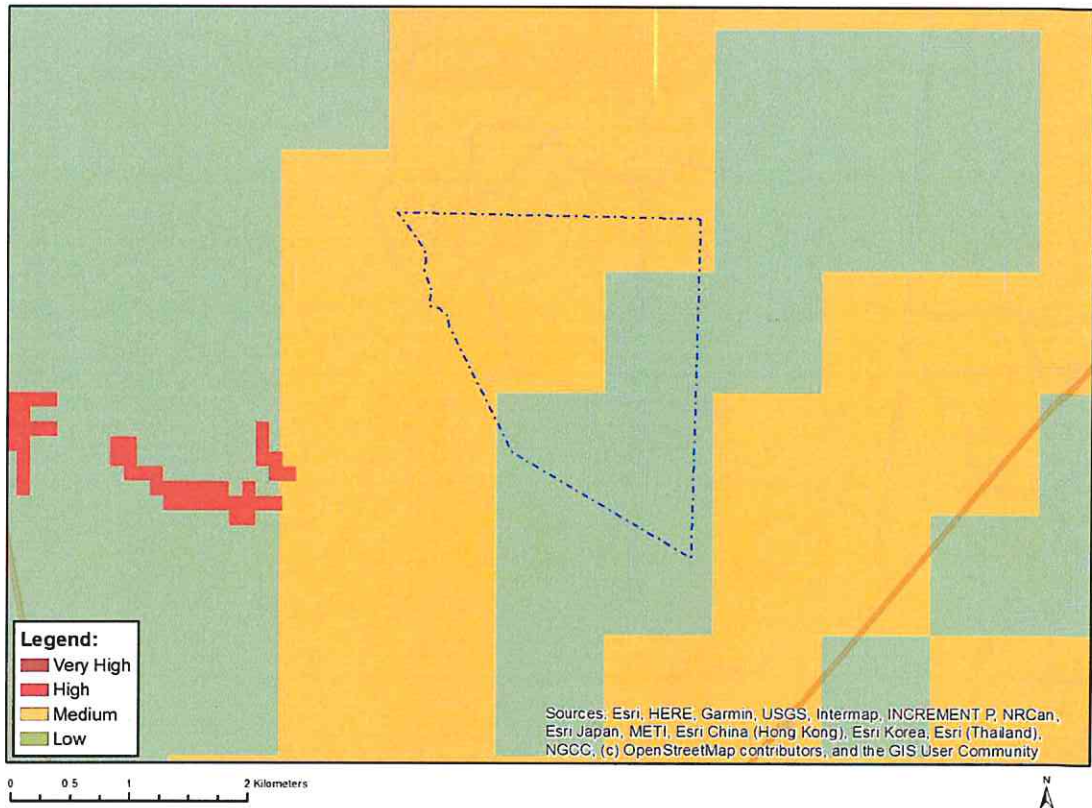 Legend:
Very High
High
Medium
Low
Sources: Esri, HERE, Garmin, USGS, Intermap, INCREMENT P, NRCan,
Esri Japan, METI, Esri China (Hong Kong), Esri Korea, Esri (Thailand),
NGCC, (c) OpenStreetMap contributors, and the GIS User Community
0 0.5 1 2 Kilometers
N